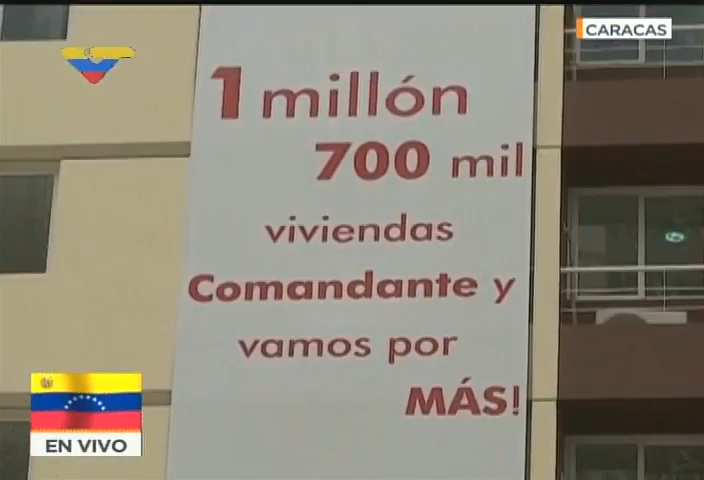 CARACAS
1 millón
700 mil
viviendas
Comandante y
vamos por
MÁS!
EN VIVO